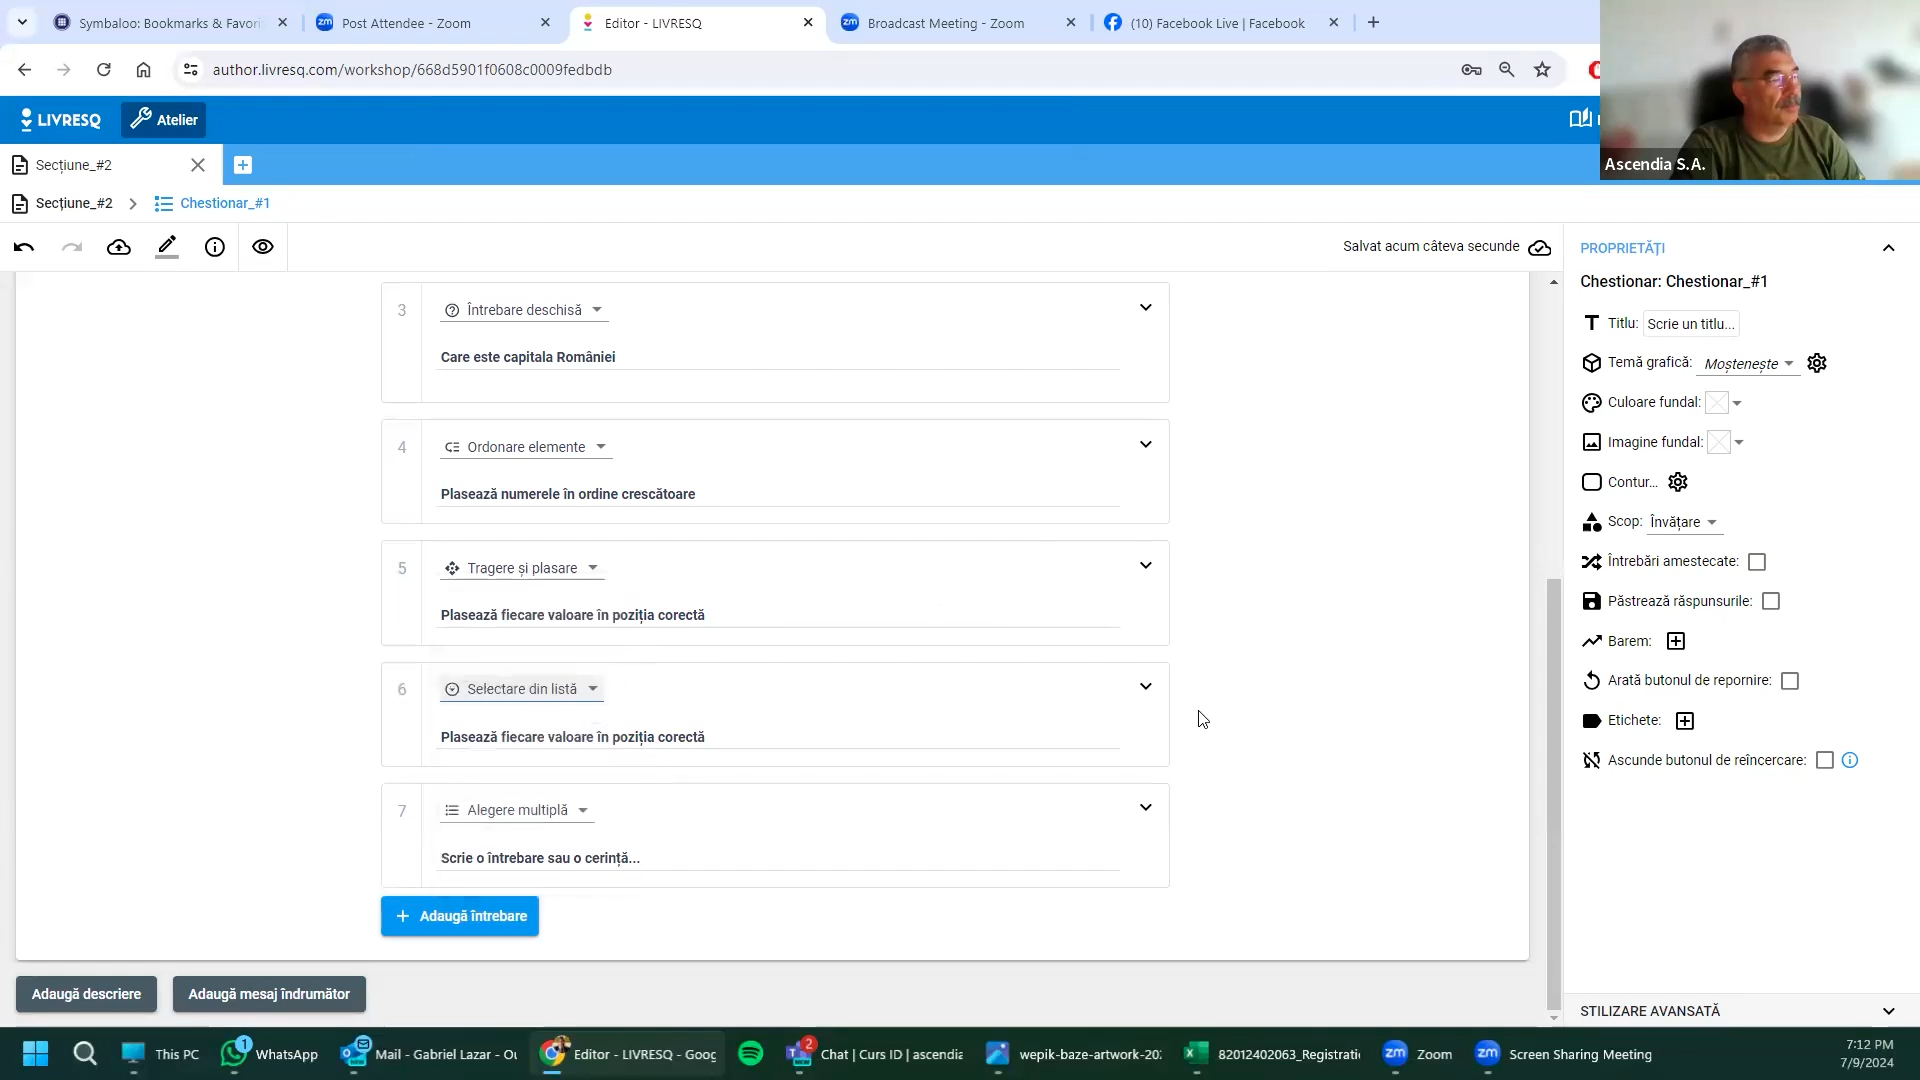 Symbaloo: Bookmarks & Favori
Post Attendee - Zoom
Editor - LIVRESQ
Broadcast Meeting - Zoom
(10) Facebook Live | Facebook
author.livresq.com/workshop/668d5901f0608c0009fedbdb
LIVRESQ
Atelier
Ascendia S.A.
Secțiune_#2
Secțiune_#2
Chestionar_#1
Salvat acum câteva secunde
3
Întrebare deschisă
Care este capitala României
4
Ordonare elemente
Plasează numerele în ordine crescătoare
5
Tragere și plasare
Plasează fiecare valoare în poziția corectă
6
Selectare din listă
Plasează fiecare valoare în poziția corectă
7
Alegere multiplă
Scrie o întrebare sau o cerință...
Adaugă întrebare
Adaugă descriere
Adaugă mesaj îndrumător
PROPRIETĂȚI
Chestionar: Chestionar_#1
Titlu: Scrie un titlu...
Temă grafică: Moștenește
Culoare fundal:
Imagine fundal:
Contur...
Scop: Învățare
Întrebări amestecate:
Păstrează răspunsurile:
Barem:
Arată butonul de repornire:
Etichete:
Ascunde butonul de reîncercare:
STILIZARE AVANSATĂ
This PC
1
WhatsApp
Mail - Gabriel Lazar - Ou
Editor - LIVRESQ - Goog
2
Chat | Curs ID | ascendia
wepik-baze-artwork-202
82012402063_Registratio
Zoom
Screen Sharing Meeting
7:12 PM
7/9/2024